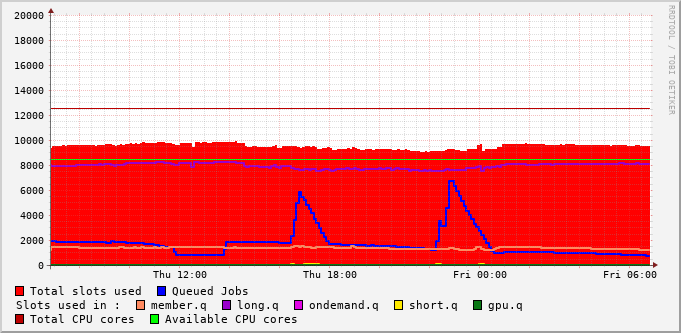 RRDTOOL / TOBI OETIKER
20000
18000
16000
14000
12000
10000
8000
6000
4000
2000
0
Thu 12:00 Thu 18:00 Fri 00:00 Fri 06:00
Total slots used Queued Jobs
Slots used in : member.q long.q ondemand.q short.q gpu.q
Total CPU cores Available CPU cores